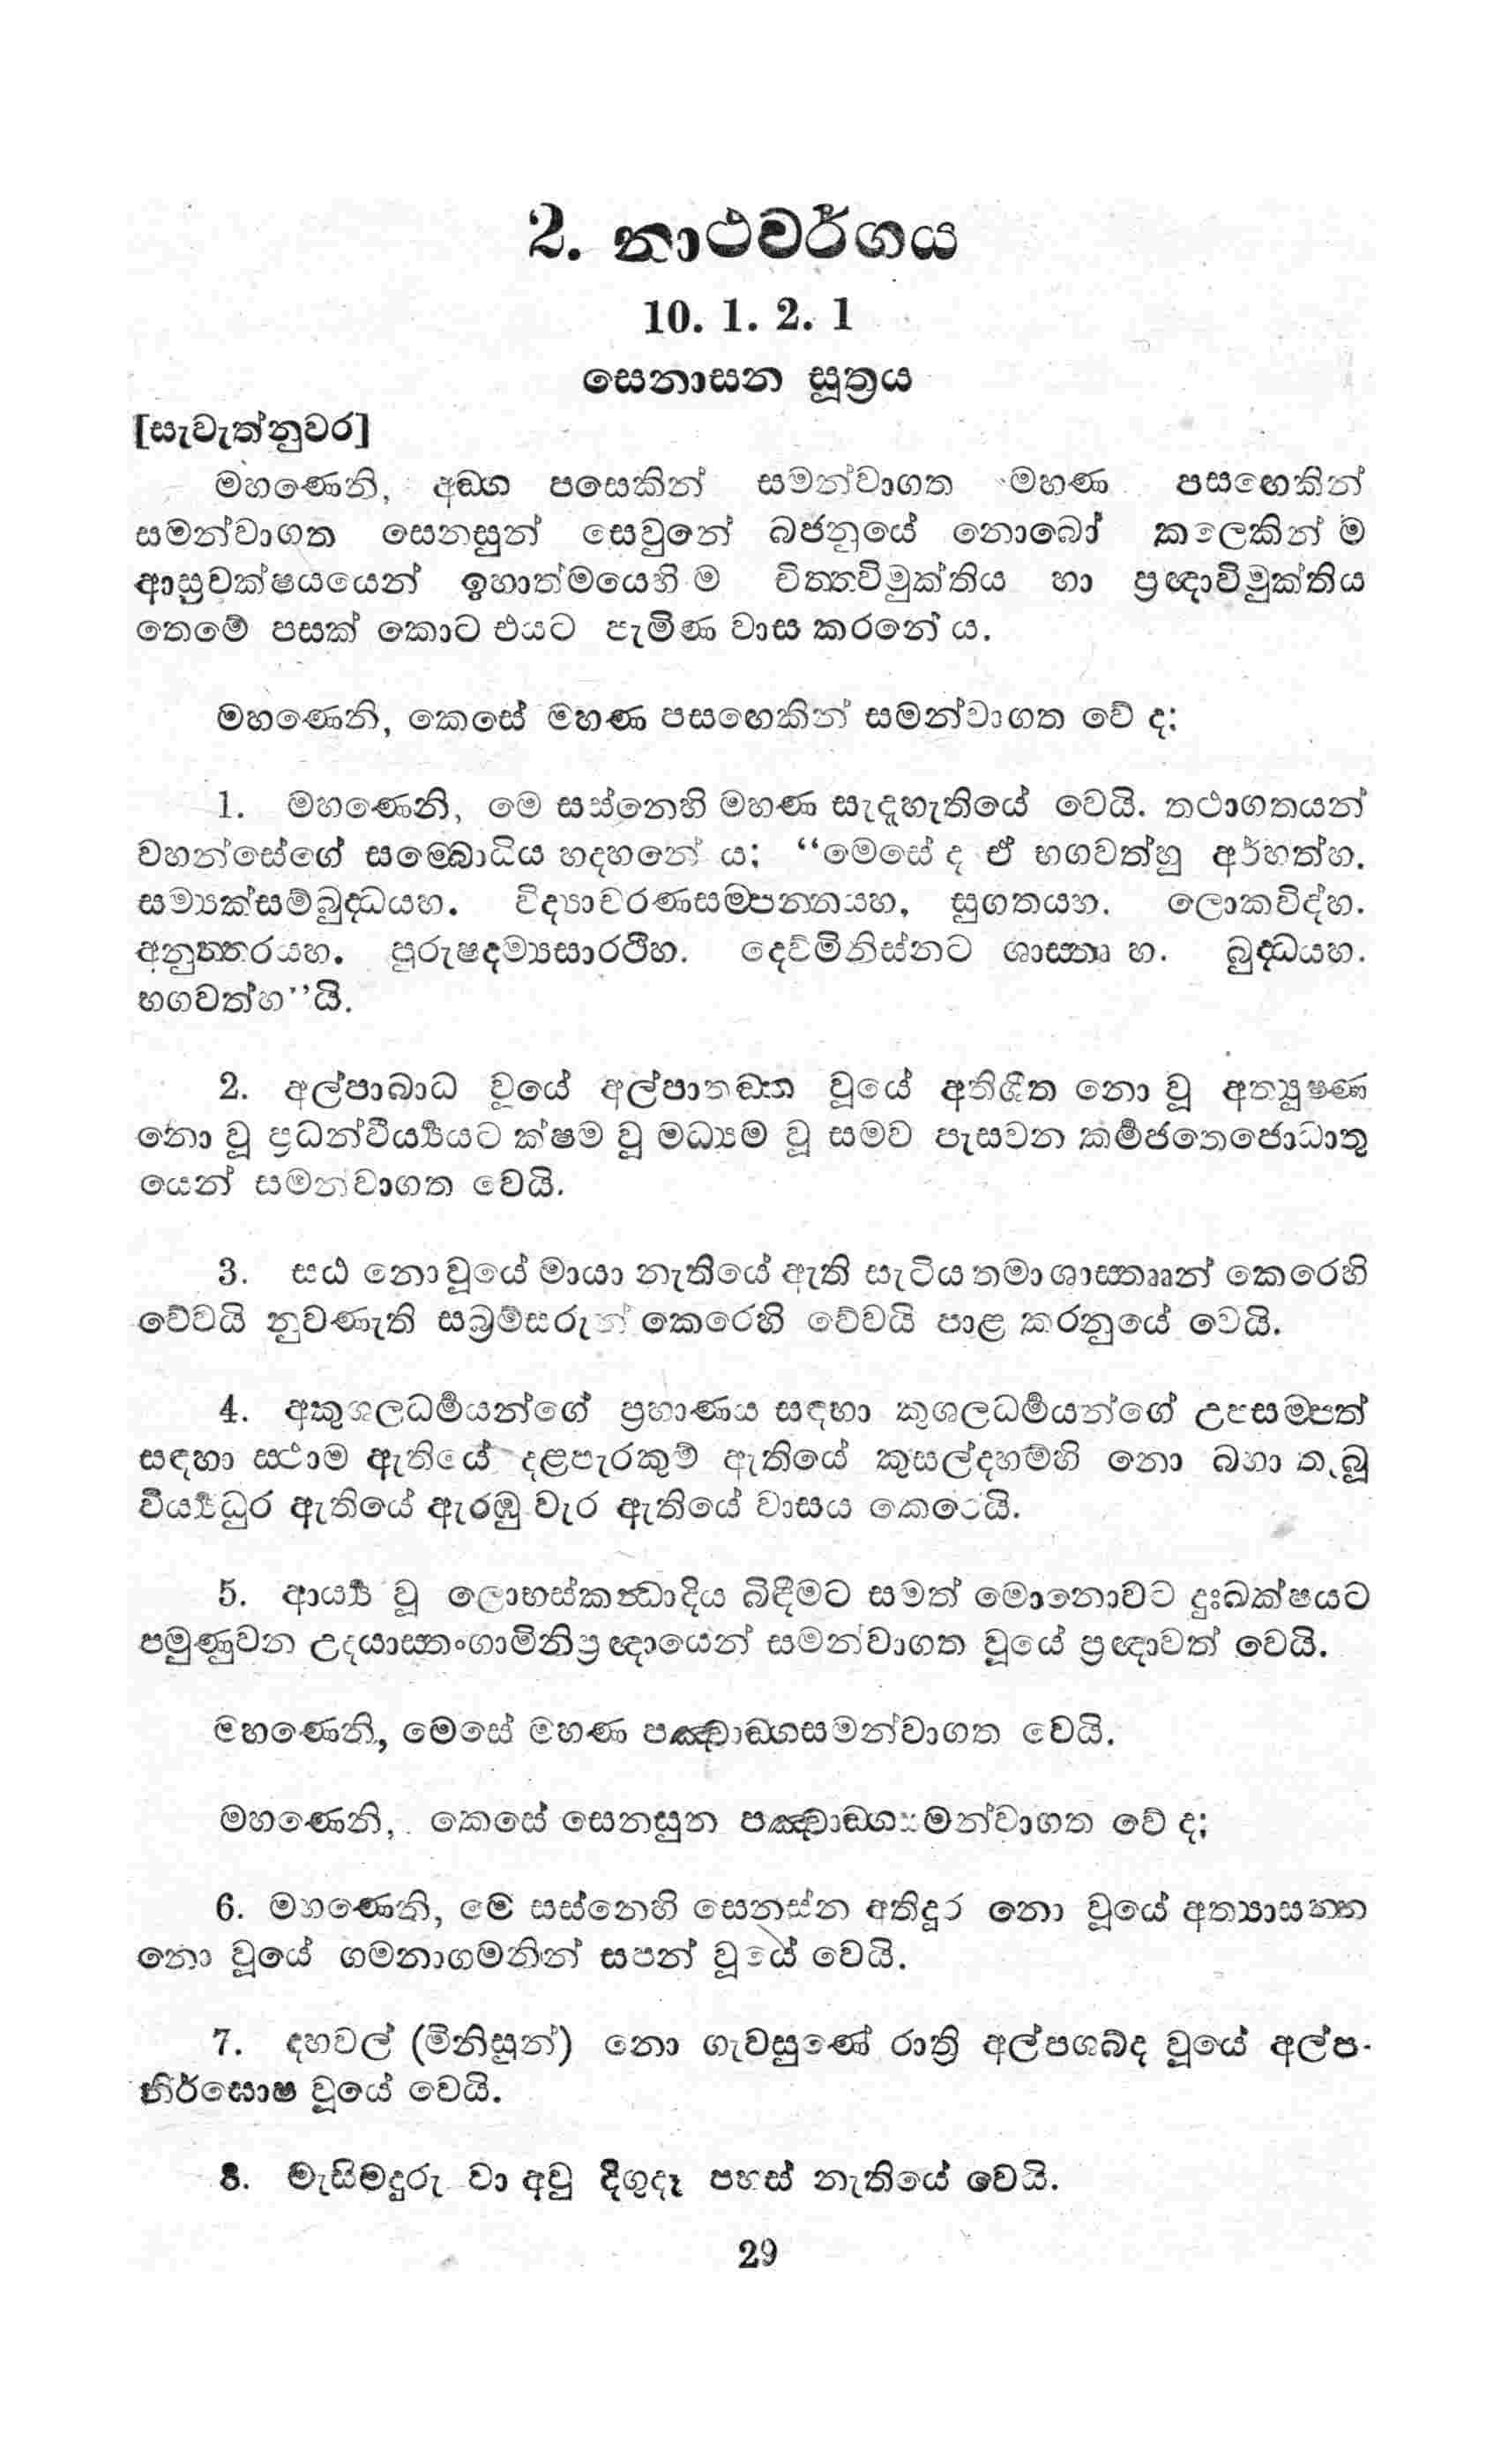 2. නාථවර්ගය
10. 1. 2. 1
සෙනාසන සූත්‍රය
[සැවැත්නුවර]
මහණෙනි, අඞ්ග පසෙකින් සමන්වාගත මහණ පසඟෙකින්
සමන්වාගත සෙනසුන් සෙවුනේ බජනුයේ නොබෝ කලෙකින් ම
ආස්‍රවක්ෂයයෙන් ඉහාත්මයෙහි ම චිත්තවිමුක්තිය හා ප්‍රඥාවිමුක්තිය
තෙමේ පසක් කොට එයට පැමිණ වාස කරනේ ය.
මහණෙනි, කෙසේ මහණ පසඟෙකින් සමන්වාගත වේ ද;
1. මහණෙනි, මෙ සස්නෙහි මහණ සැදැහැතියේ වෙයි. තථාගතයන්
වහන්සේගේ සම්බොධිය හදහනේ ය; “මෙසේ ද ඒ භගවත්හු අර්හත්හ.
සම්‍යක්සම්බුද්ධයහ. විද්‍යාචරණසම්පන්නයහ, සුගතයහ. ලොකවිද්හ.
අනුත්තරයහ. පුරුෂදම්‍යසාරථීහ. දෙව්මිනිස්නට ශාස්තෘ හ. බුද්ධයහ.
භගවත්හ”යි.
2. අල්පාබාධ වූයේ අල්පාතඞ්ක වූයේ අතිශීත නො වූ අත්‍යූෂ්ණ
නො වූ ප්‍රධන්වීර්‍ය්‍යයට ක්ෂම වූ මධ්‍යම වූ සමව පැසවන කර්‍මජතෙජොධාතු
යෙන් සමන්වාගත වෙයි.
3. සඨ නොවූයේ මායා නැතියේ ඇති සැටිය තමා ශාස්තෲන් කෙරෙහි
වේවයි නුවණැති සබ්‍රම්සරුන් කෙරෙහි වේවයි පාළ කරනුයේ වෙයි.
4. අකුශලධර්‍මයන්ගේ ප්‍රහාණය සඳහා කුශලධර්‍මයන්ගේ උපසම්පත්
සඳහා ස්ථාම ඇතියේ දළපැරකුම් ඇතියේ කුසල්දහම්හි නො බහා තැබූ
වීර්‍ය්‍යධුර ඇතියේ ඇරඹු වැර ඇතියේ වාසය කෙරෙයි.
5. ආර්‍ය්‍ය වූ ලොභස්කන්ධාදිය බිඳීමට සමත් මොනොවට දුඃඛක්ෂයට
පමුණුවන උදයාස්තංගාමිනිප්‍රඥායෙන් සමන්වාගත වූයේ ප්‍රඥාවත් වෙයි.
මහණෙනි, මෙසේ මහණ පඤ්චාඞ්ගසමන්වාගත වෙයි.
මහණෙනි, කෙසේ සෙනසුන පඤ්චාඞ්ගසමන්වාගත වේ ද;
6. මහණෙනි, මෙ සස්නෙහි සෙනස්න අතිදූර නො වූයේ අත්‍යාසන්න
නො වූයේ ගමනාගමනින් සපන් වූයේ වෙයි.
7. දහවල් (මිනිසුන්) නො ගැවසුණේ රාත්‍රි අල්පශබ්ද වූයේ අල්ප-
නිර්ඝොෂ වූයේ වෙයි.
8. මැසිමදුරු වා අවු දිගුදෑ පහස් නැතියේ වෙයි.
29